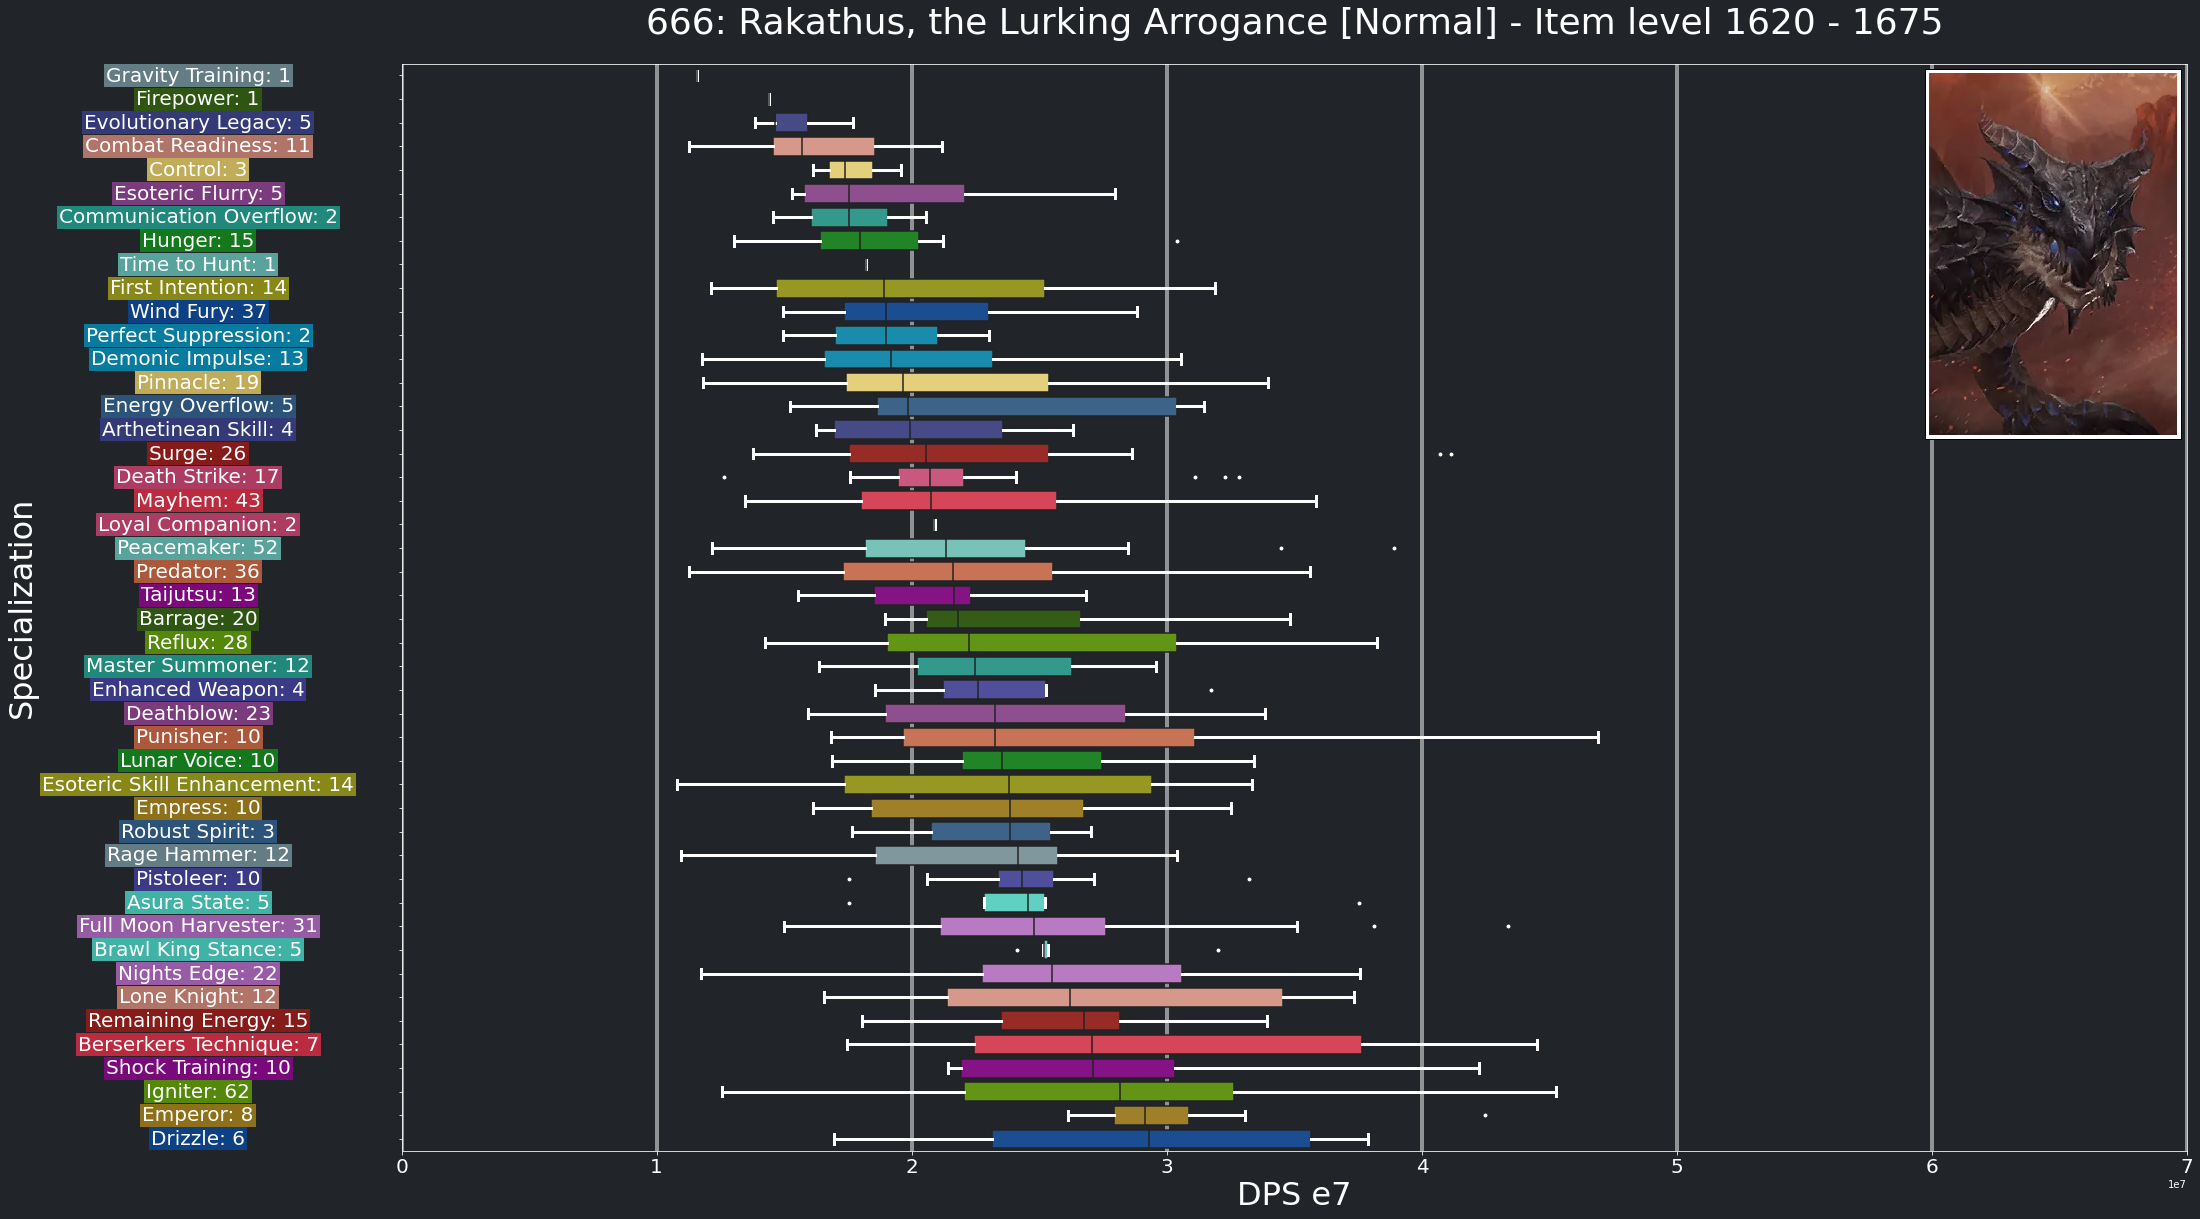 666: Rakathus, the Lurking Arrogance [Normal] - Item level 1620 - 1675
Specialization
Gravity Training: 1
Firepower: 1
Evolutionary Legacy: 5
Combat Readiness: 11
Control: 3
Esoteric Flurry: 5
Communication Overflow: 2
Hunger: 15
Time to Hunt: 1
First Intention: 14
Wind Fury: 37
Perfect Suppression: 2
Demonic Impulse: 13
Pinnacle: 19
Energy Overflow: 5
Arthetinean Skill: 4
Surge: 26
Death Strike: 17
Mayhem: 43
Loyal Companion: 2
Peacemaker: 52
Predator: 36
Taijutsu: 13
Barrage: 20
Reflux: 28
Master Summoner: 12
Enhanced Weapon: 4
Deathblow: 23
Punisher: 10
Lunar Voice: 10
Esoteric Skill Enhancement: 14
Empress: 10
Robust Spirit: 3
Rage Hammer: 12
Pistoleer: 10
Asura State: 5
Full Moon Harvester: 31
Brawl King Stance: 5
Nights Edge: 22
Lone Knight: 12
Remaining Energy: 15
Berserkers Technique: 7
Shock Training: 10
Igniter: 62
Emperor: 8
Drizzle: 6
0 1 2 3 4 5 6 7
DPS e7
1e7